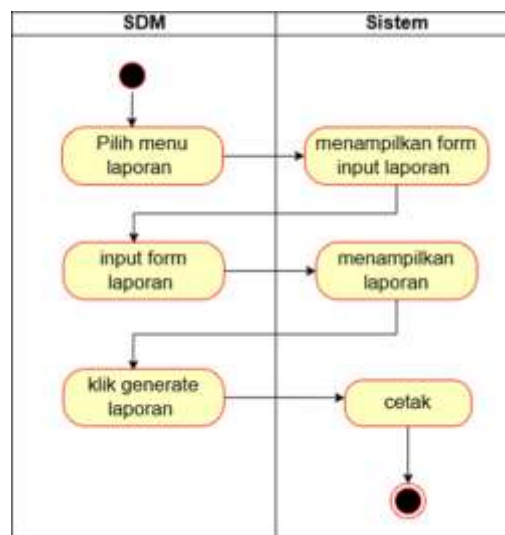 SDM
Sistem
Pilih menu
laporan
menampilkan form
input laporan
input form
laporan
menampilkan
laporan
klik generate
laporan
cetak